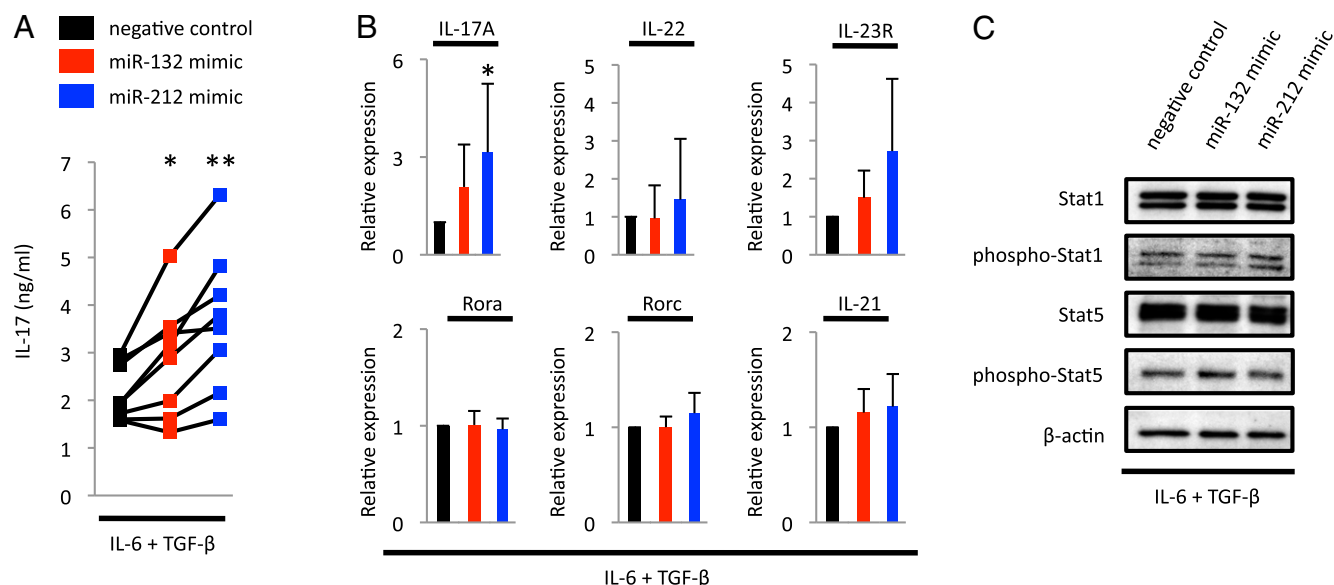 A
negative control
miR-132 mimic
miR-212 mimic
* **
IL-17 (ng/ml)
7
6
5
4
3
2
1
0
IL-6 + TGF-β
B
IL-17A
Relative expression
6
3
0
*
IL-22
Relative expression
5
4
3
2
1
0
IL-23R
Relative expression
5
4
3
2
1
0
Rora
Relative expression
2
1
0
Rorc
Relative expression
2
1
0
IL-21
Relative expression
2
1
0
IL-6 + TGF-β
C
negative control
miR-132 mimic
miR-212 mimic
Stat1
phospho-Stat1
Stat5
phospho-Stat5
β-actin
IL-6 + TGF-β